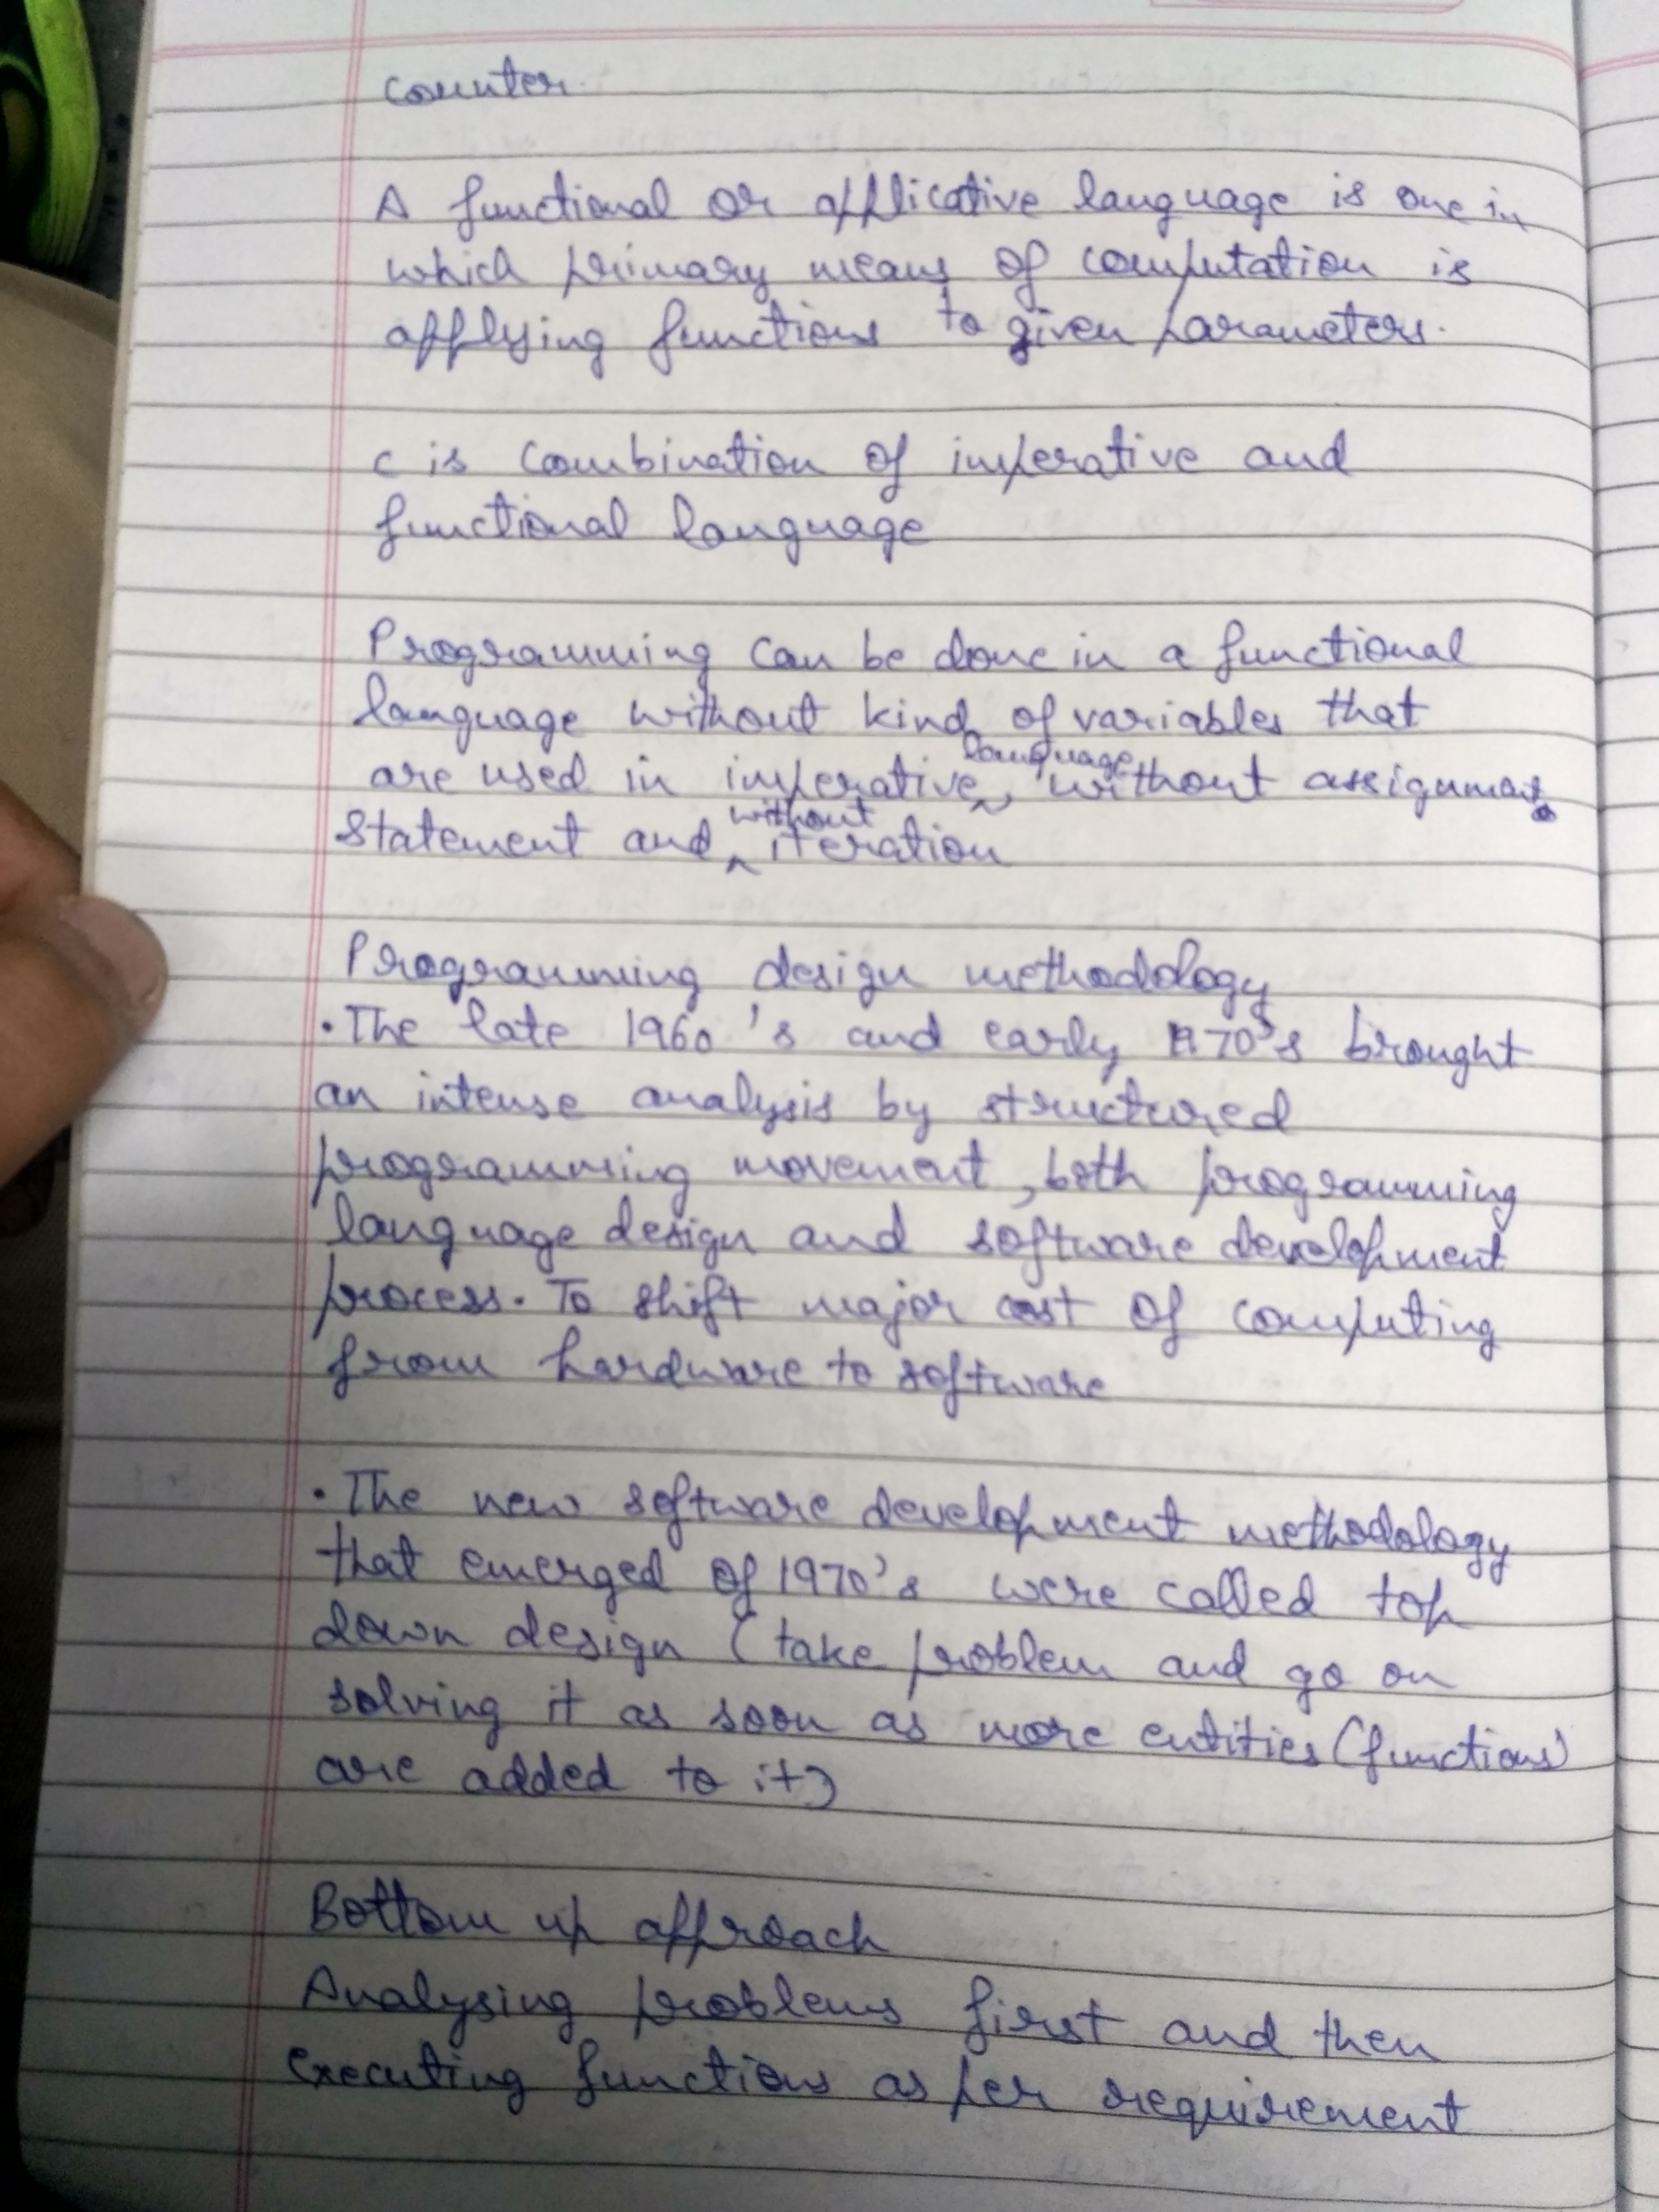 counter.
A functional or applicative language is one in
which primary means of computation is
applying functions to given parameters.
c is combination of imperative and
functional language
Programming can be done in a functional
language without kind of variables that
are used in imperative language, without assignment
statement and without iteration
Programming design methodology
• The late 1960's and early 1970's brought
an intense analysis by structured
programming movement, both programming
language design and software development
process. To shift major cost of computing
from hardware to software
• The new software development methodology
that emerged of 1970's were called top
down design (take problem and go on
solving it as soon as more entities (functions)
are added to it)
Bottom up approach
Analysing problems first and then
executing functions as per requirement